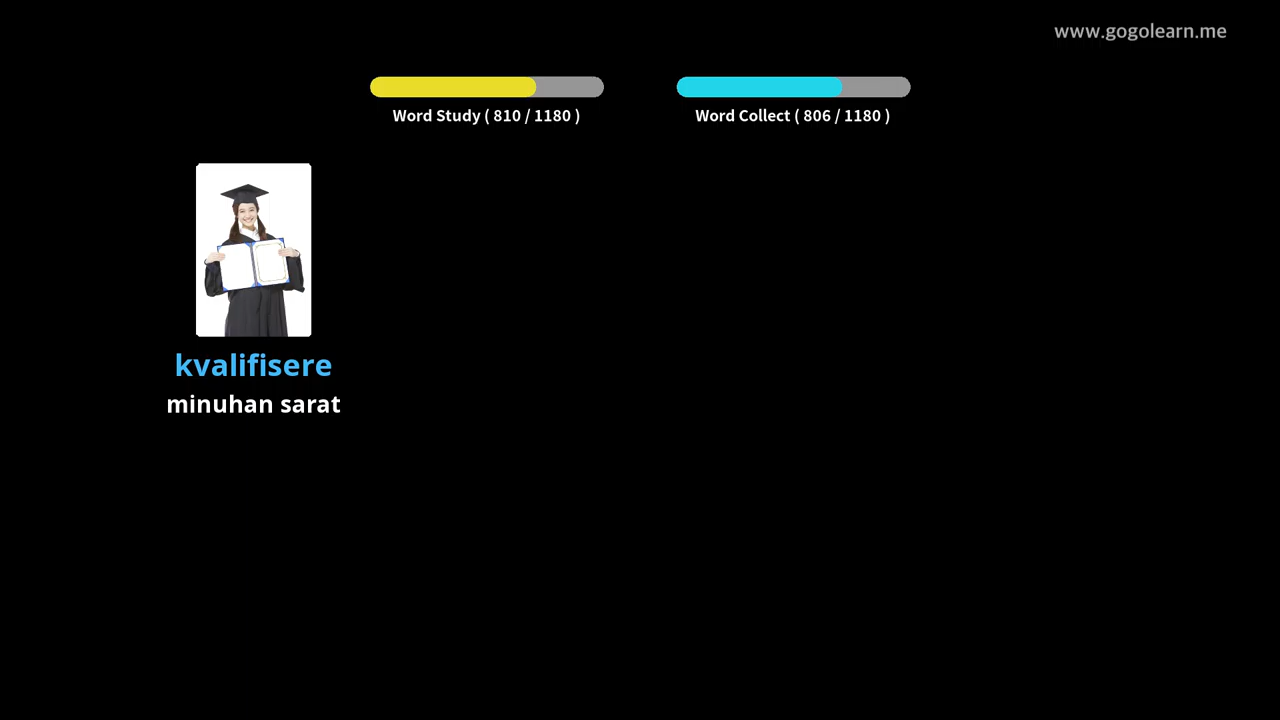 www.gogolearn.me
Word Study ( 810 / 1180 )
Word Collect ( 806 / 1180 )
kvalifisere
minuhan sarat